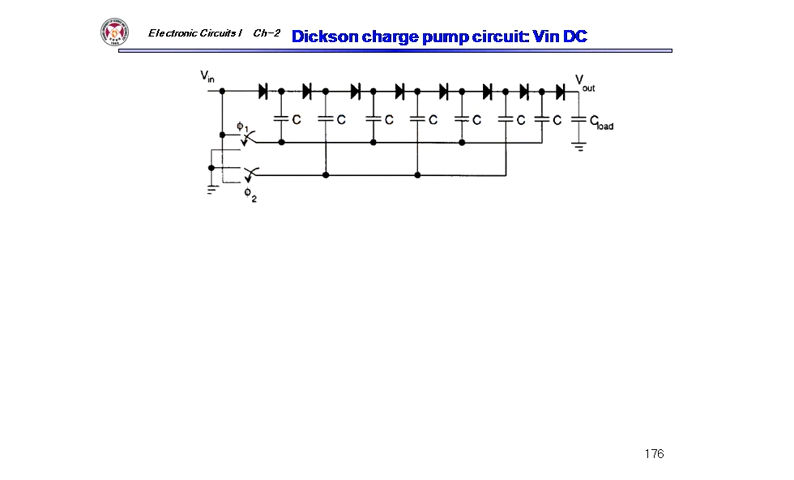 Electronic Circuits I Ch-2 Dickson charge pump circuit: Vin DC
Vin
Vout
C C C C C C C Cload
ϕ1
ϕ2
176